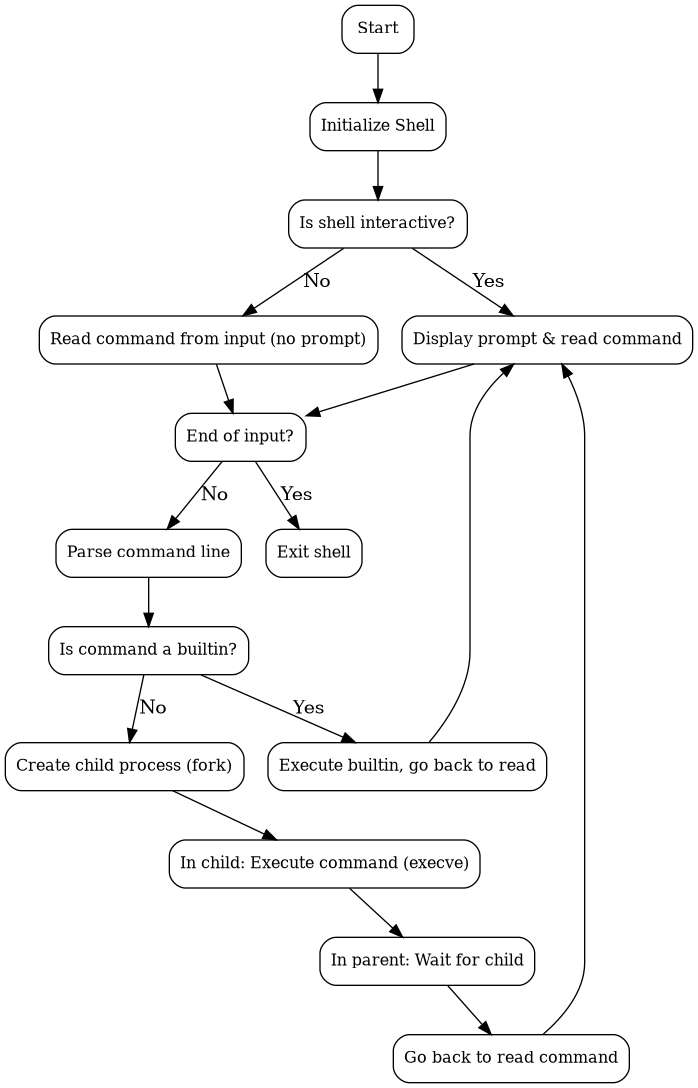 Start
Initialize Shell
Is shell interactive?
No
Yes
Read command from input (no prompt)
Display prompt & read command
End of input?
No
Yes
Parse command line
Exit shell
Is command a builtin?
No
Yes
Create child process (fork)
Execute builtin, go back to read
In child: Execute command (execve)
In parent: Wait for child
Go back to read command